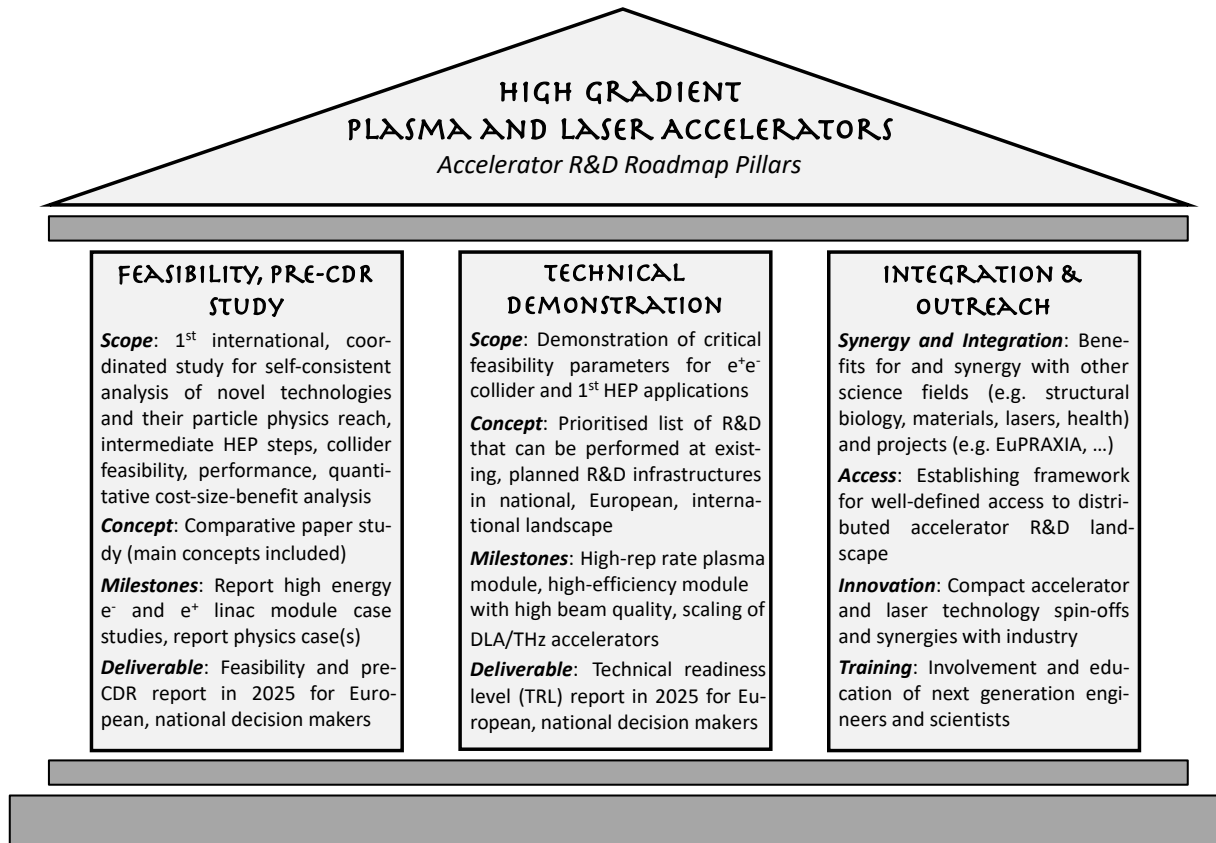 HIGH GRADIENT
PLASMA AND LASER ACCELERATORS
Accelerator R&D Roadmap Pillars
FEASIBILITY, PRE-CDR
STUDY
Scope: 1st international, coor-
dinated study for self-consistent
analysis of novel technologies
and their particle physics reach,
intermediate HEP steps, collider
feasibility, performance, quanti-
tative cost-size-benefit analysis
Concept: Comparative paper stu-
dy (main concepts included)
Milestones: Report high energy
e- and e+ linac module case
studies, report physics case(s)
Deliverable: Feasibility and pre-
CDR report in 2025 for Euro-
pean, national decision makers
TECHNICAL
DEMONSTRATION
Scope: Demonstration of critical
feasibility parameters for e+e-
collider and 1st HEP applications
Concept: Prioritised list of R&D
that can be performed at exist-
ing, planned R&D infrastructures
in national, European, interna-
tional landscape
Milestones: High-rep rate plasma
module, high-efficiency module
with high beam quality, scaling of
DLA/THz accelerators
Deliverable: Technical readiness
level (TRL) report in 2025 for Eu-
ropean, national decision makers
INTEGRATION &
OUTREACH
Synergy and Integration: Bene-
fits for and synergy with other
science fields (e.g. structural
biology, materials, lasers, health)
and projects (e.g. EuPRAXIA, ...)
Access: Establishing framework
for well-defined access to distri-
buted accelerator R&D land-
scape
Innovation: Compact accelerator
and laser technology spin-offs
and synergies with industry
Training: Involvement and edu-
cation of next generation engi-
neers and scientists